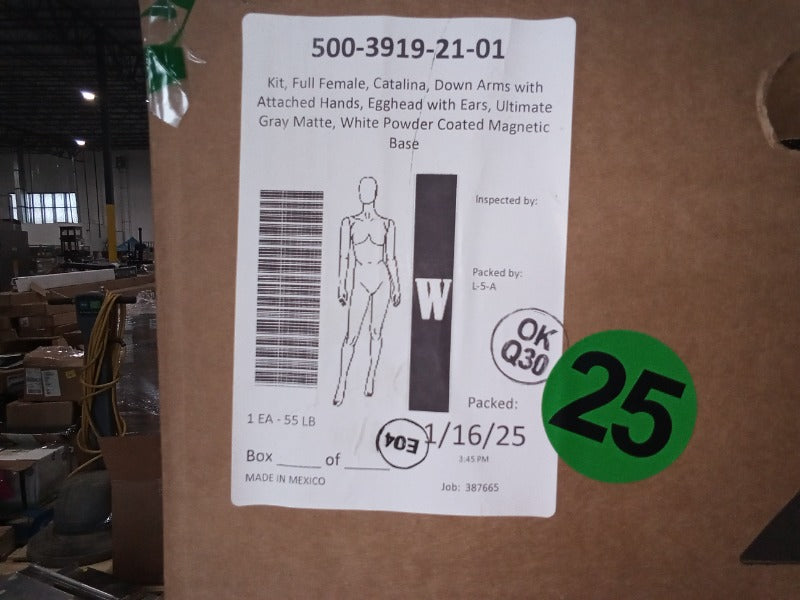 500-3919-21-01
Kit, Full Female, Catalina, Down Arms with
Attached Hands, Egghead with Ears, Ultimate
Gray Matte, White Powder Coated Magnetic
Base
Inspected by:
Packed by:
L-5-A
W
OK
Q30
25
Packed:
1/16/25
3:45 PM
1 EA - 55 LB
E04
Box ______ of ______
MADE IN MEXICO
Job: 387665